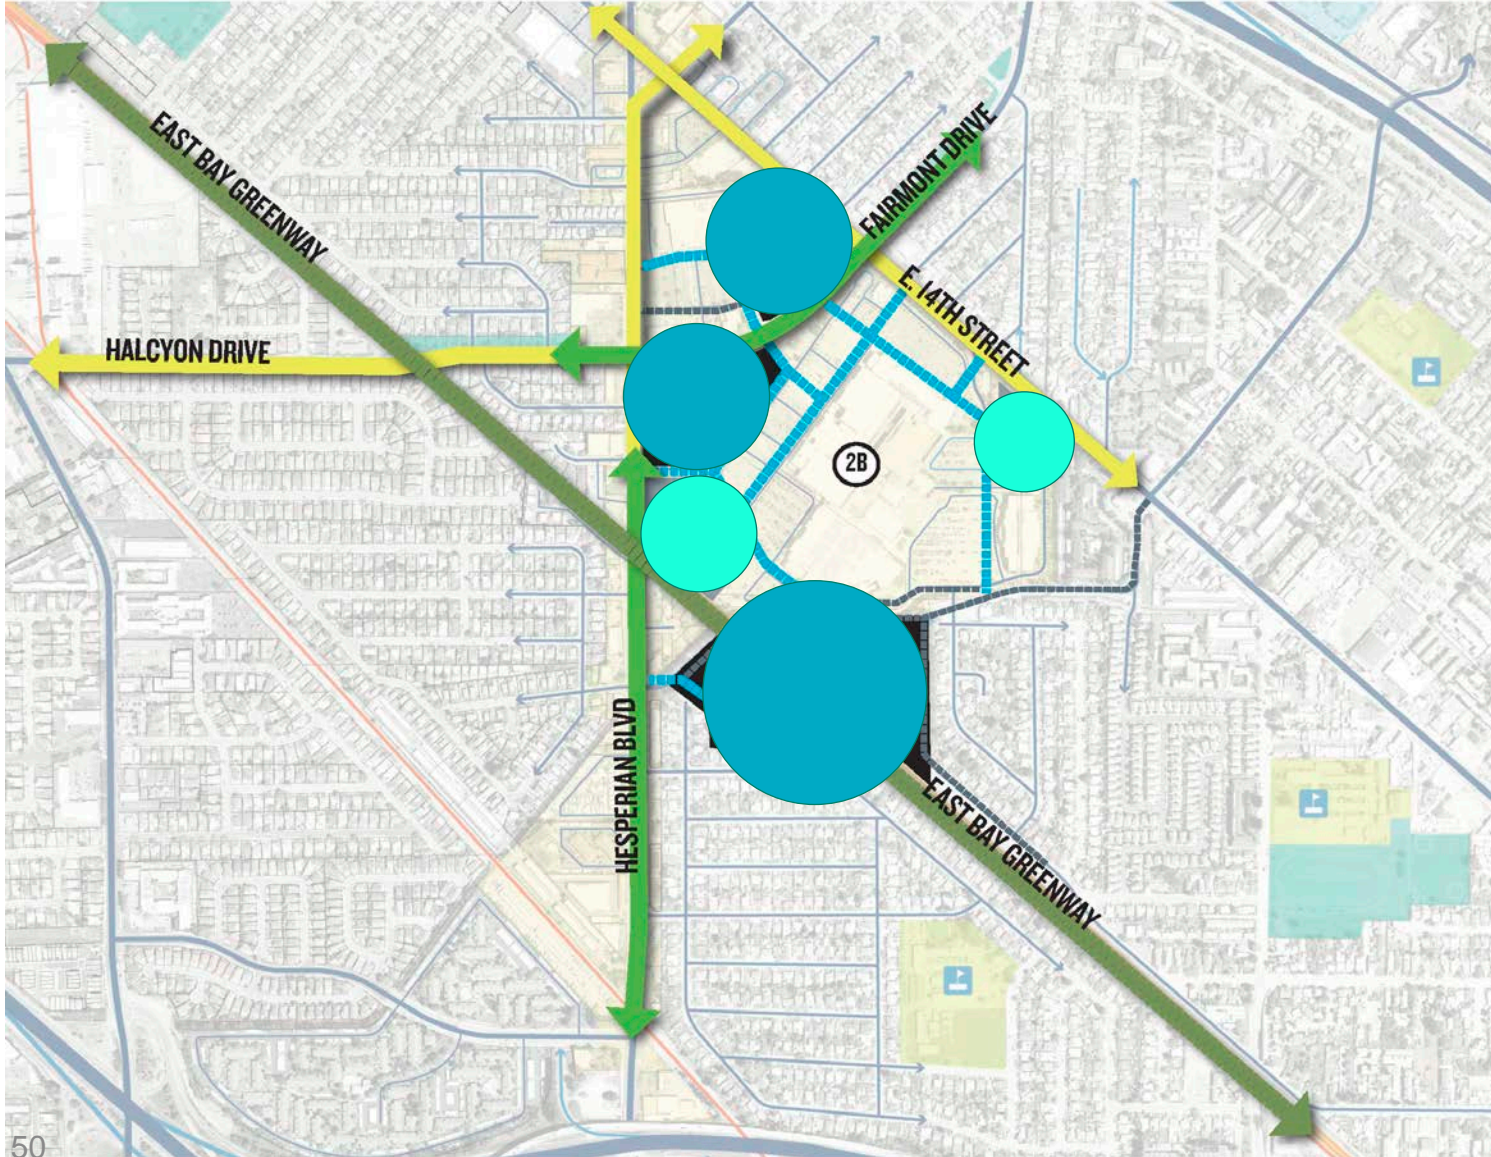 EAST BAY GREENWAY
FAIRMONT DRIVE
E. 14TH STREET
HALCYON DRIVE
2B
HESPERIAN BLVD
EAST BAY GREENWAY
50